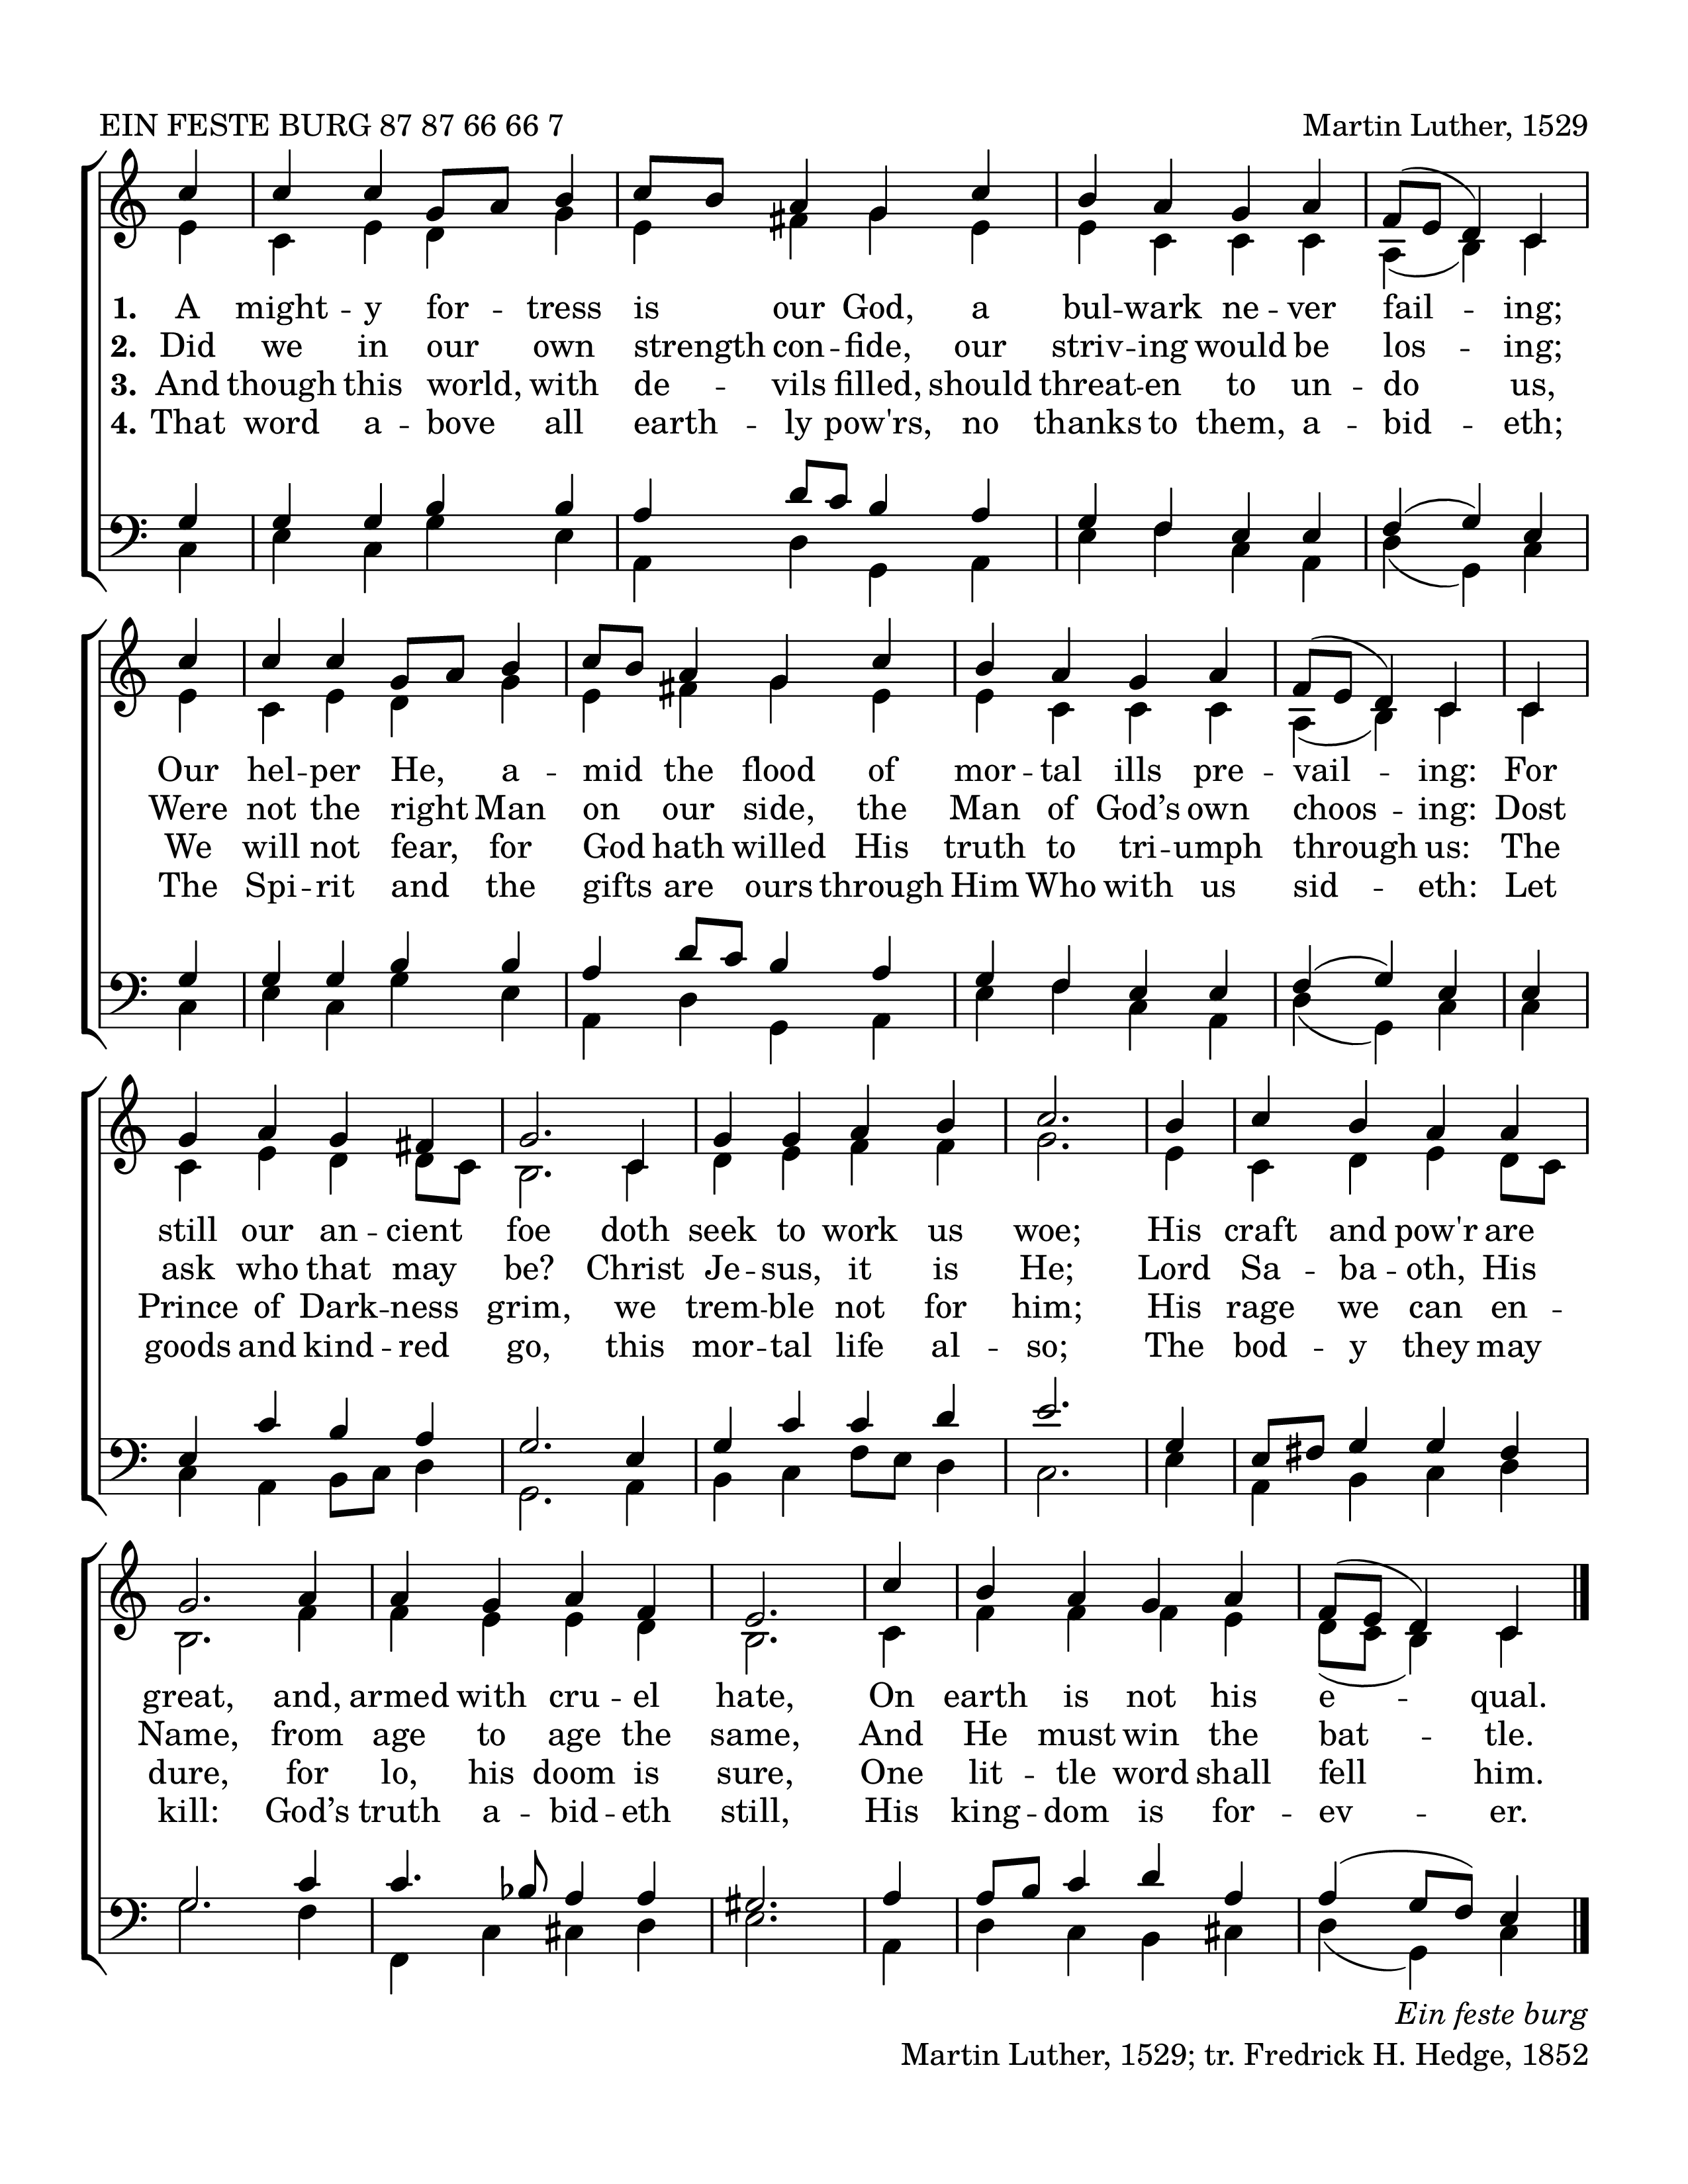 EIN FESTE BURG 87 87 66 66 7 Martin Luther, 1529
1. A might -- y for -- tress is our God, a bul -- wark ne -- ver fail -- ing;
2. Did we in our own strength con -- fide, our striv -- ing would be los -- ing;
3. And though this world, with de -- vils filled, should threat -- en to un -- do us,
4. That word a -- bove all earth -- ly pow'rs, no thanks to them, a -- bid -- eth;
Our hel -- per He, a -- mid the flood of mor -- tal ills pre -- vail -- ing: For
Were not the right Man on our side, the Man of God’s own choos -- ing: Dost
We will not fear, for God hath willed His truth to tri -- umph through us: The
The Spi -- rit and the gifts are ours through Him Who with us sid -- eth: Let
still our an -- cient foe doth seek to work us woe; His craft and pow'r are
ask who that may be? Christ Je -- sus, it is He; Lord Sa -- ba -- oth, His
Prince of Dark -- ness grim, we trem -- ble not for him; His rage we can en --
goods and kind -- red go, this mor -- tal life al -- so; The bod -- y they may
great, and, armed with cru -- el hate, On earth is not his e -- qual.
Name, from age to age the same, And He must win the bat -- tle.
dure, for lo, his doom is sure, One lit -- tle word shall fell him.
kill: God’s truth a -- bid -- eth still, His king -- dom is for -- ev -- er.
Ein feste burg
Martin Luther, 1529; tr. Fredrick H. Hedge, 1852